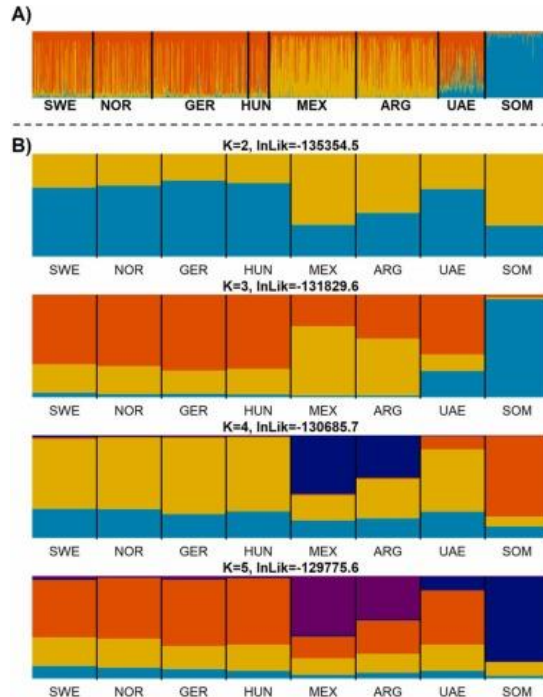 A)
SWE NOR GER HUN MEX ARG UAE SOM
B)
K=2, lnLik=-135354.5
SWE NOR GER HUN MEX ARG UAE SOM
K=3, lnLik=-131829.6
SWE NOR GER HUN MEX ARG UAE SOM
K=4, lnLik=-130685.7
SWE NOR GER HUN MEX ARG UAE SOM
K=5, lnLik=-129775.6
SWE NOR GER HUN MEX ARG UAE SOM